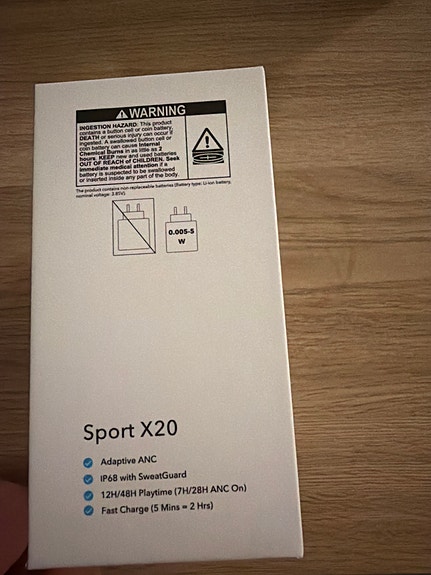 WARNING
INGESTION HAZARD: This product
contains a button cell or coin battery.
DEATH or serious injury can occur if
ingested. A swallowed button cell or
coin battery can cause Internal
Chemical Burns in as little as 2
hours. KEEP new and used batteries
OUT OF REACH of CHILDREN. Seek
immediate medical attention if a
battery is suspected to be swallowed
or inserted inside any part of the body.
The product contains non-replaceable batteries (Battery type: Li-ion battery,
nominal voltage: 3.85V).
0.005-5
W
Sport X20
Adaptive ANC
IP68 with SweatGuard
12H/48H Playtime (7H/28H ANC On)
Fast Charge (5 Mins = 2 Hrs)